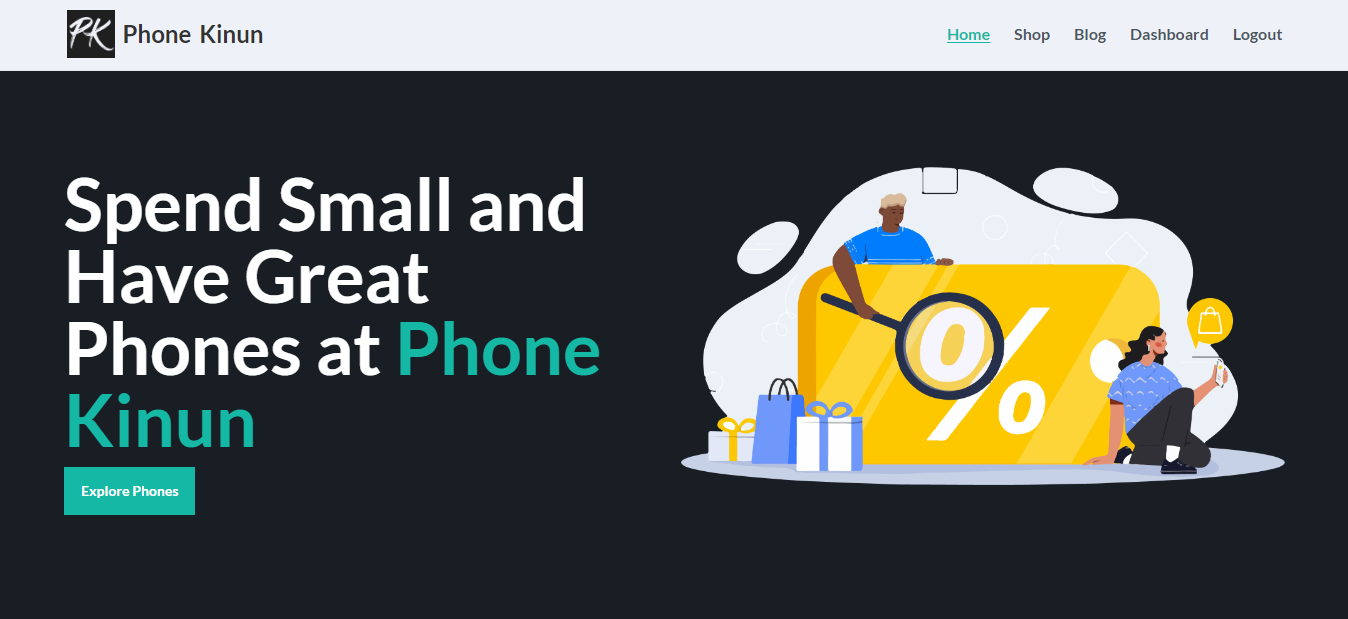 PK Phone Kinun
Home Shop Blog Dashboard Logout
Spend Small and
Have Great
Phones at Phone
Kinun
Explore Phones
%